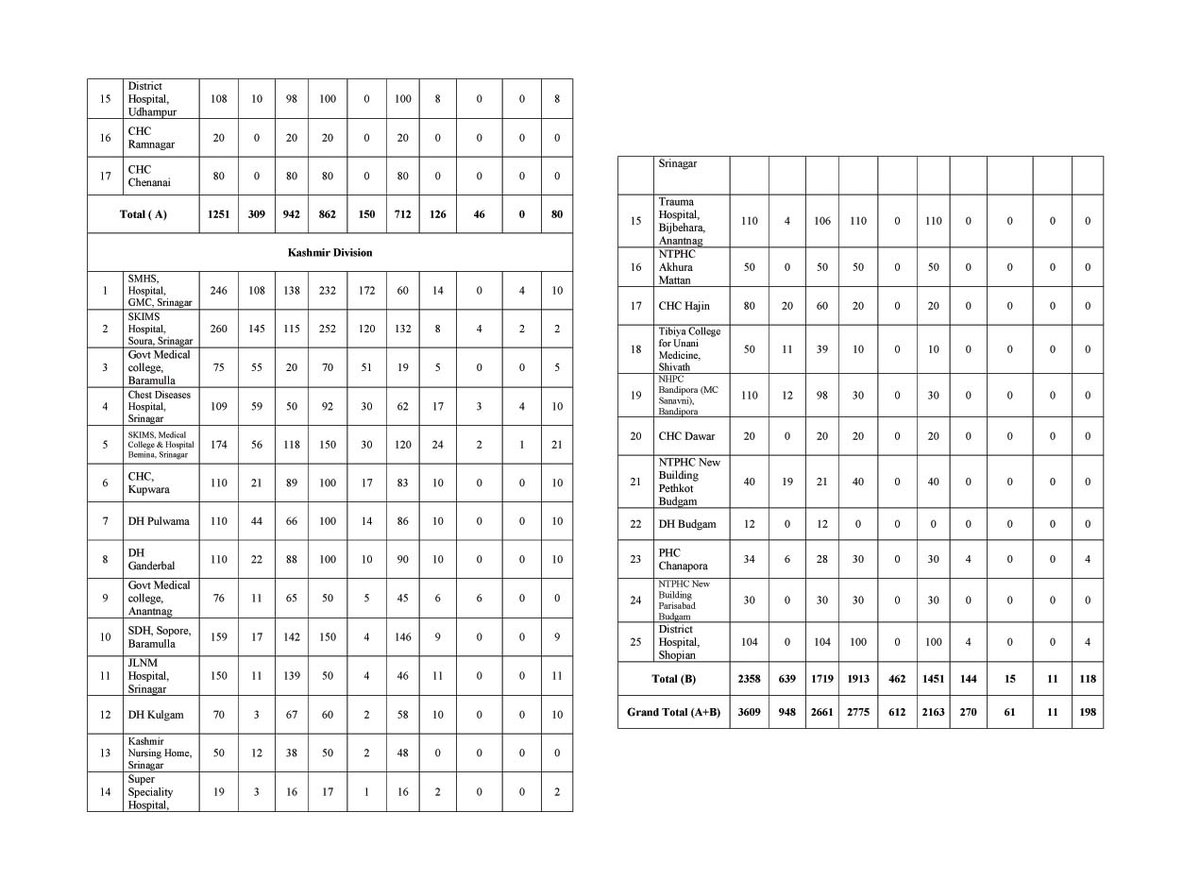 15 District Hospital, Udhampur 108 10 98 100 0 100 8 0 0 8
16 CHC Ramnagar 20 0 20 20 0 20 0 0 0 0
17 CHC Chenanai 80 0 80 80 0 80 0 0 0 0
Total ( A) 1251 309 942 862 150 712 126 46 0 80
Kashmir Division
1 SMHS, Hospital, GMC, Srinagar 246 108 138 232 172 60 14 0 4 10
2 SKIMS Hospital, Soura, Srinagar 260 145 115 252 120 132 8 4 2 2
3 Govt Medical college, Baramulla 75 55 20 70 51 19 5 0 0 5
4 Chest Diseases Hospital, Srinagar 109 59 50 92 30 62 17 3 4 10
5 SKIMS, Medical College & Hospital Bemina, Srinagar 174 56 118 150 30 120 24 2 1 21
6 CHC, Kupwara 110 21 89 100 17 83 10 0 0 10
7 DH Pulwama 110 44 66 100 14 86 10 0 0 10
8 DH Ganderbal 110 22 88 100 10 90 10 0 0 10
9 Govt Medical college, Anantnag 76 11 65 50 5 45 6 6 0 0
10 SDH, Sopore, Baramulla 159 17 142 150 4 146 9 0 0 9
11 JLNM Hospital, Srinagar 150 11 139 50 4 46 11 0 0 11
12 DH Kulgam 70 3 67 60 2 58 10 0 0 10
13 Kashmir Nursing Home, Srinagar 50 12 38 50 2 48 0 0 0 0
14 Super Speciality Hospital, 19 3 16 17 1 16 2 0 0 2
Srinagar
15 Trauma Hospital, Bijbehara, Anantnag 110 4 106 110 0 110 0 0 0 0
16 NTPHC Akhura Mattan 50 0 50 50 0 50 0 0 0 0
17 CHC Hajin 80 20 60 20 0 20 0 0 0 0
18 Tibiya College for Unani Medicine, Shivath 50 11 39 10 0 10 0 0 0 0
19 NHPC Bandipora (MC Sanavni), Bandipora 110 12 98 30 0 30 0 0 0 0
20 CHC Dawar 20 0 20 20 0 20 0 0 0 0
21 NTPHC New Building Pethkot Budgam 40 19 21 40 0 40 0 0 0 0
22 DH Budgam 12 0 12 0 0 0 0 0 0 0
23 PHC Chanapora 34 6 28 30 0 30 4 0 0 4
24 NTPHC New Building Parisabad Budgam 30 0 30 30 0 30 0 0 0 0
25 District Hospital, Shopian 104 0 104 100 0 100 4 0 0 4
Total (B) 2358 639 1719 1913 462 1451 144 15 11 118
Grand Total (A+B) 3609 948 2661 2775 612 2163 270 61 11 198